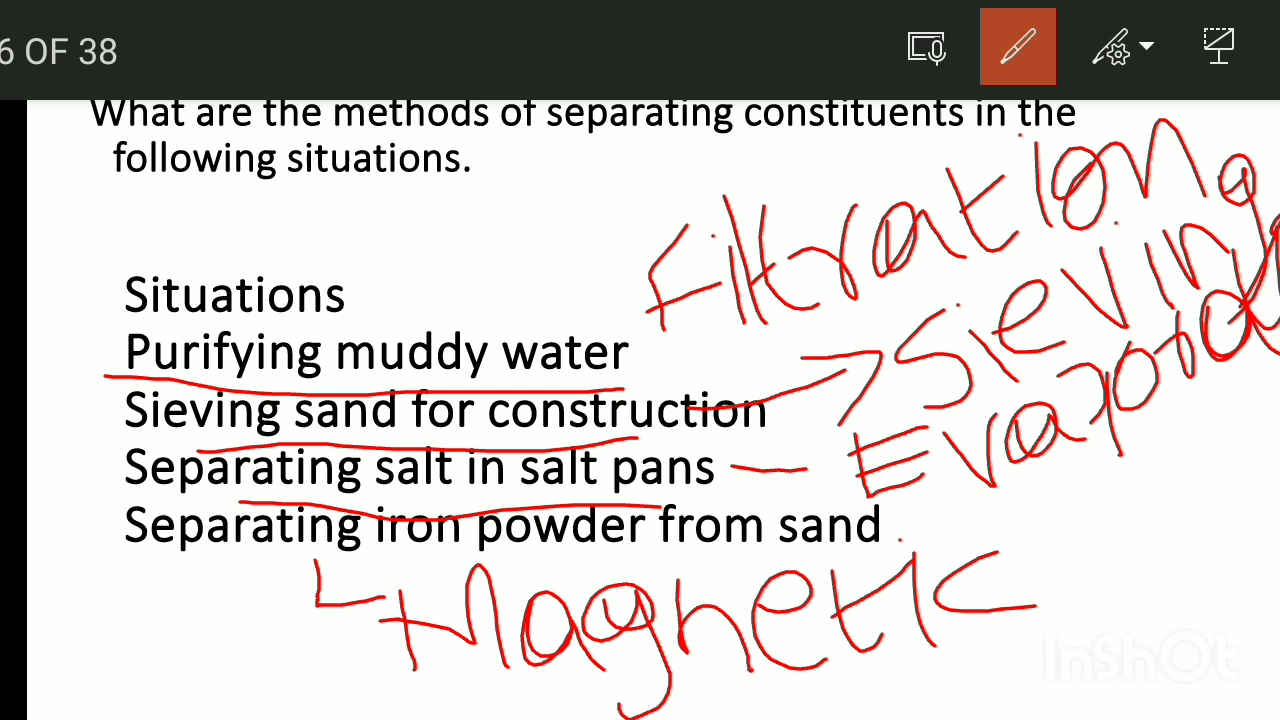 6 OF 38
What are the methods of separating constituents in the
following situations.
Filtration
Situations
Sieving
Purifying muddy water
Sieving sand for construction
Separating salt in salt pans
Separating iron powder from sand
Magnetic
InShOt